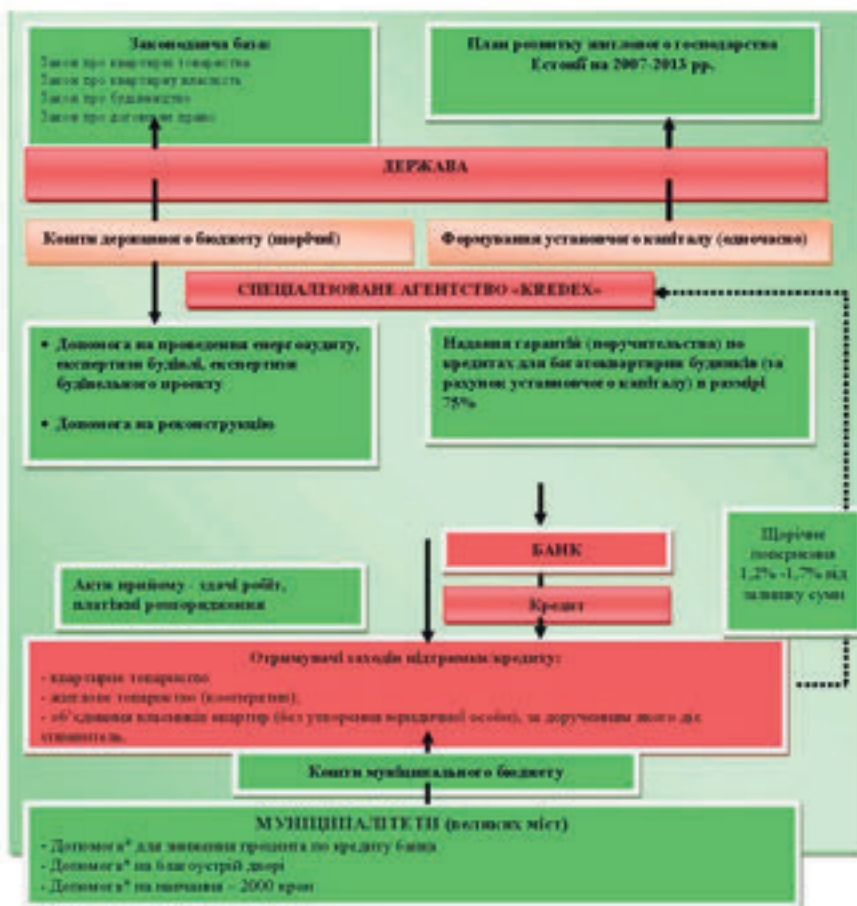 Законодавча база:
Закон про квартирні товариства
Закон про квартирну власність
Закон про будівництво
Закон про договірне право
План розвитку житлового господарства
Естонії на 2007-2013 рр.
ДЕРЖАВА
Кошти державного бюджету (щорічні)
Формування установчого капіталу (одночасно)
СПЕЦІАЛІЗОВАНЕ АГЕНТСТВО «KREDEX»
• Допомога на проведення енергоаудиту,
експертизи будівлі, експертизи
будівельного проекту
• Допомога на реконструкцію
Надання гарантій (поручительства) по
кредитах для багатоквартирних будинків (за
рахунок установчого капіталу) в розмірі
75%
БАНК
Кредит
Щорічне
повернення
1,2% -1,7% від
залишку суми
Акти прийому - здачі робіт,
платіжні розпорядження
Отримувачі заходів підтримки/кредиту:
- квартирне товариство
- житлове товариство (кооператив);
- об'єднання власників квартир (без утворення юридичної особи), за дорученням якого діє
Кошти муніципального бюджету
МУНІЦИПАЛІТЕТИ (великих міст)
- Допомога* для зниження процента по кредиту банка
- Допомога* на благоустрій дворі
- Допомога* на навчання – 2000 крон